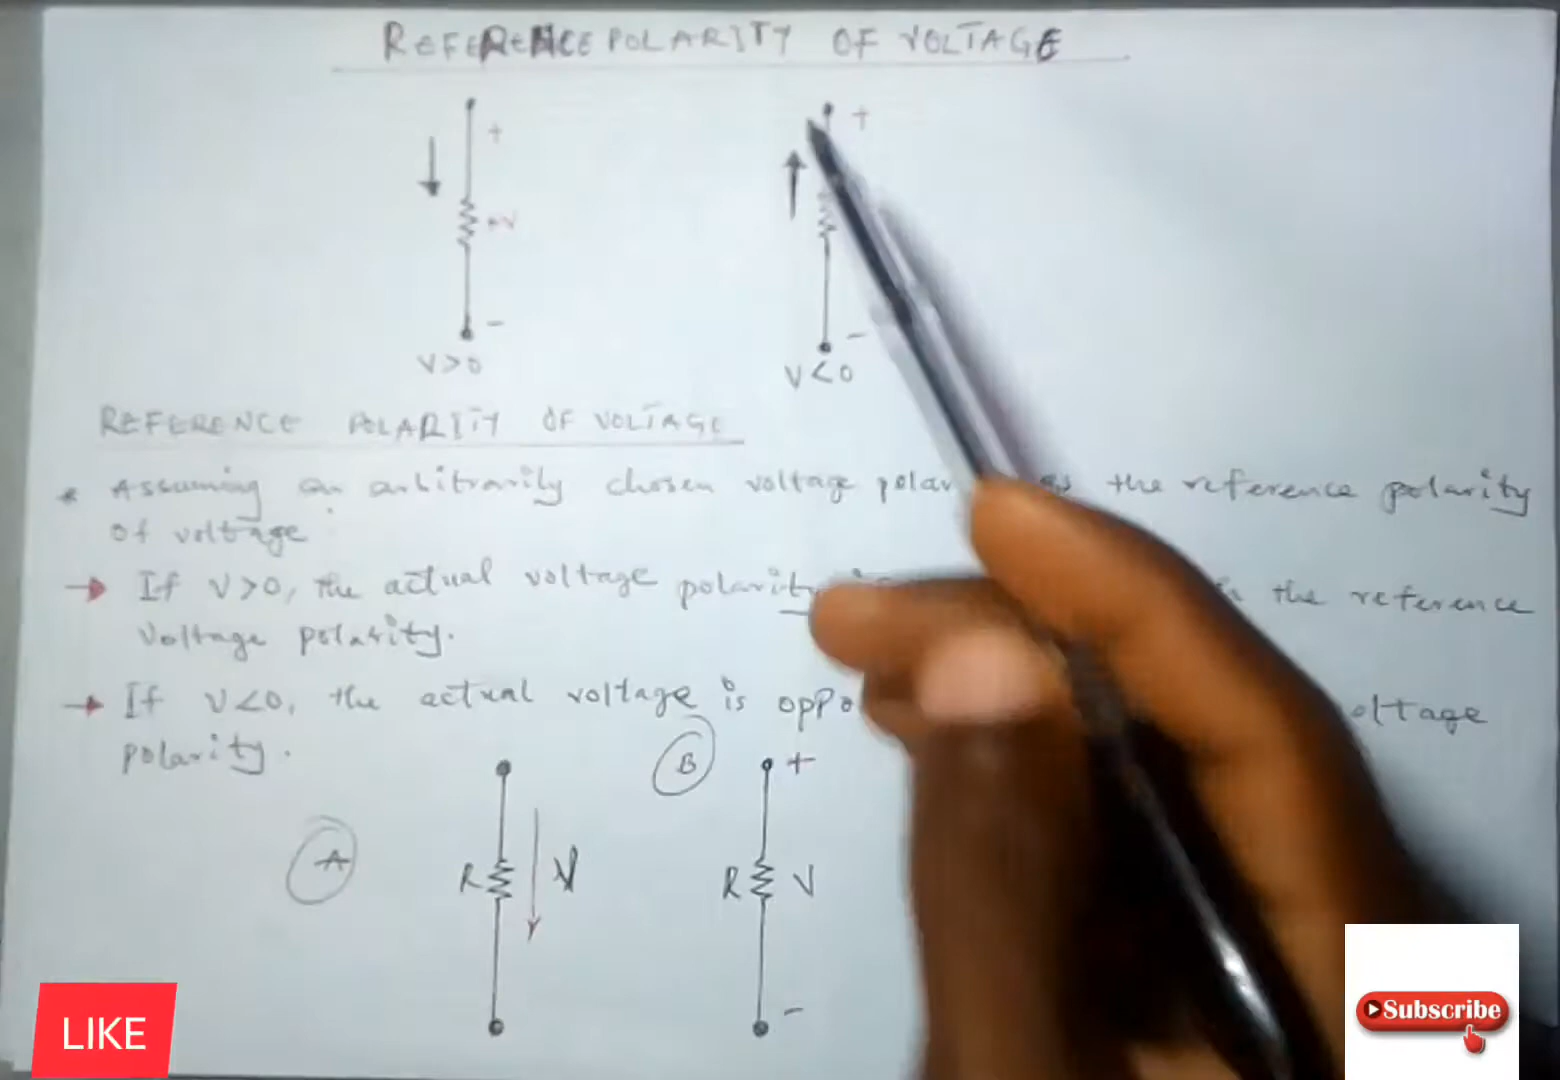 REFERENCE POLARITY OF VOLTAGE
+ +
+V
- -
V>0 V<0
REFERENCE POLARITY OF VOLTAGE
* Assuming an arbitrarily chosen voltage the reference polarity
of voltage
→ If V>0, the actual voltage polarity the reference
voltage polarity.
→ If V<0, the actual voltage is
polarity.
B +
A R V R V
-
LIKE
Subscribe